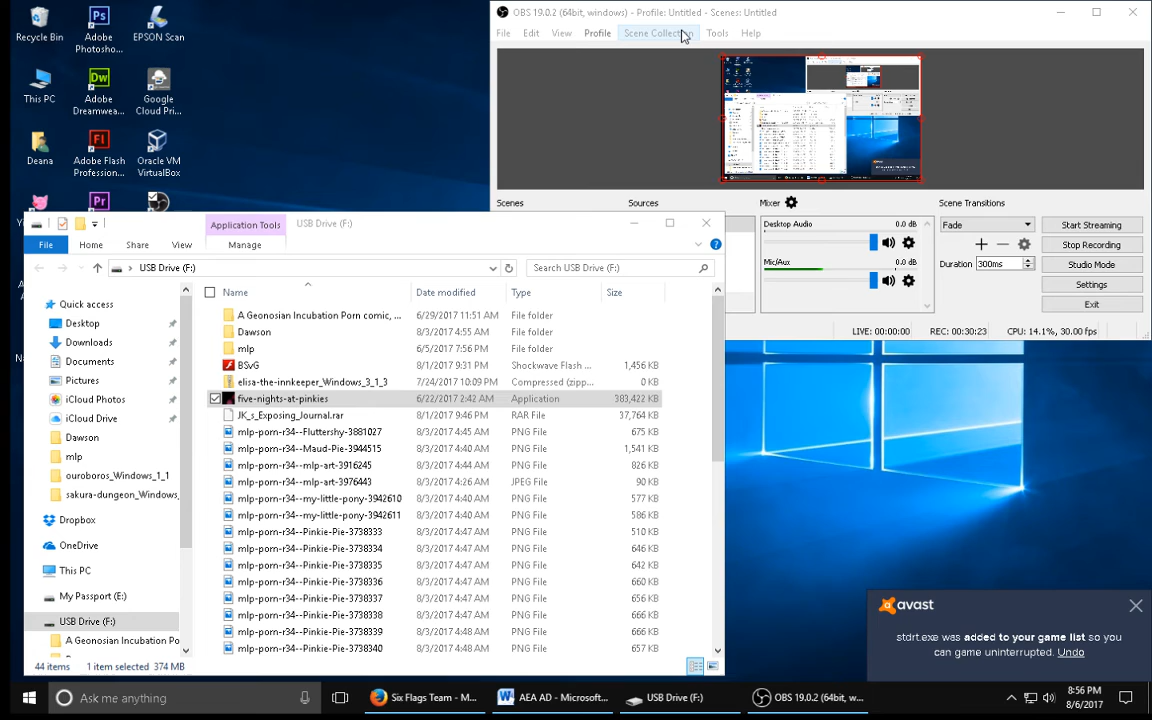 Recycle Bin
Adobe Photosho...
EPSON Scan
This PC
Adobe Dreamwea...
Google Cloud Pri...
Deana
Adobe Flash Profession...
Oracle VM VirtualBox
OBS 19.0.2 (64bit, windows) - Profile: Untitled - Scenes: Untitled
File Edit View Profile Scene Collection Tools Help
Scenes Sources Mixer Scene Transitions
Desktop Audio 0.0 dB
Mic/Aux 0.0 dB
Fade
Duration 300ms
Start Streaming
Stop Recording
Studio Mode
Settings
Exit
LIVE: 00:00:00 REC: 00:30:23 CPU: 14.1%, 30.00 fps
Application Tools USB Drive (F:)
File Home Share View Manage
USB Drive (F:) Search USB Drive (F:)
Quick access
Desktop
Downloads
Documents
Pictures
iCloud Photos
iCloud Drive
Dawson
mlp
ouroboros_Windows_1_1
sakura-dungeon_Windows_
Dropbox
OneDrive
This PC
My Passport (E:)
USB Drive (F:)
A Geonosian Incubation Po
Name Date modified Type Size
A Geonosian Incubation Porn comic, ... 6/29/2017 11:51 AM File folder
Dawson 8/3/2017 4:55 AM File folder
mlp 6/5/2017 7:56 PM File folder
BSvG 8/1/2017 9:31 PM Shockwave Flash ... 1,456 KB
elisa-the-innkeeper_Windows_3_1_3 7/24/2017 10:09 PM Compressed (zipp... 0 KB
five-nights-at-pinkies 6/22/2017 2:42 AM Application 383,422 KB
JK_s_Exposing_Journal.rar 8/1/2017 9:46 PM RAR File 37,764 KB
mlp-porn-r34--Fluttershy-3881027 8/3/2017 4:45 AM PNG File 675 KB
mlp-porn-r34--Maud-Pie-3944515 8/3/2017 4:40 AM PNG File 1,541 KB
mlp-porn-r34--mlp-art-3916245 8/3/2017 4:44 AM PNG File 826 KB
mlp-porn-r34--mlp-art-3976443 8/3/2017 4:26 AM JPEG File 90 KB
mlp-porn-r34--my-little-pony-3942610 8/3/2017 4:40 AM PNG File 577 KB
mlp-porn-r34--my-little-pony-3942611 8/3/2017 4:40 AM PNG File 586 KB
mlp-porn-r34--Pinkie-Pie-3738333 8/3/2017 4:47 AM PNG File 510 KB
mlp-porn-r34--Pinkie-Pie-3738334 8/3/2017 4:47 AM PNG File 646 KB
mlp-porn-r34--Pinkie-Pie-3738335 8/3/2017 4:47 AM PNG File 642 KB
mlp-porn-r34--Pinkie-Pie-3738336 8/3/2017 4:47 AM PNG File 660 KB
mlp-porn-r34--Pinkie-Pie-3738337 8/3/2017 4:47 AM PNG File 656 KB
mlp-porn-r34--Pinkie-Pie-3738338 8/3/2017 4:47 AM PNG File 666 KB
mlp-porn-r34--Pinkie-Pie-3738339 8/3/2017 4:48 AM PNG File 666 KB
mlp-porn-r34--Pinkie-Pie-3738340 8/3/2017 4:48 AM PNG File 657 KB
44 items 1 item selected 374 MB
avast
stdrt.exe was added to your game list so you
can game uninterrupted. Undo
Ask me anything
Six Flags Team - M...
AEA AD - Microsoft...
USB Drive (F:)
OBS 19.0.2 (64bit, w...
8:56 PM
8/6/2017